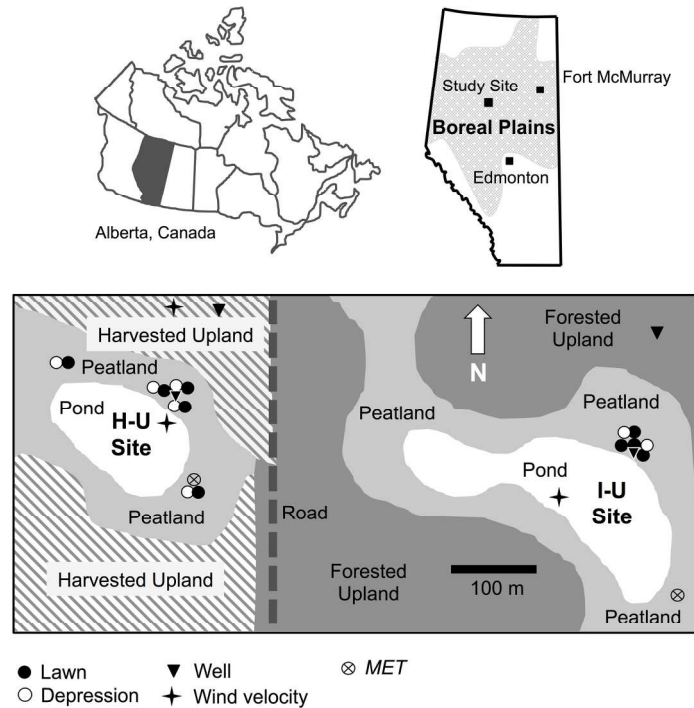 Alberta, Canada
Study Site
Fort McMurray
Boreal Plains
Edmonton
Harvested Upland
Peatland
Pond
H-U
Site
Peatland
Harvested Upland
Road
N
Forested
Upland
Peatland
Peatland
Pond
I-U
Site
100 m
Forested
Upland
Peatland
Lawn
Depression
Well
Wind velocity
MET